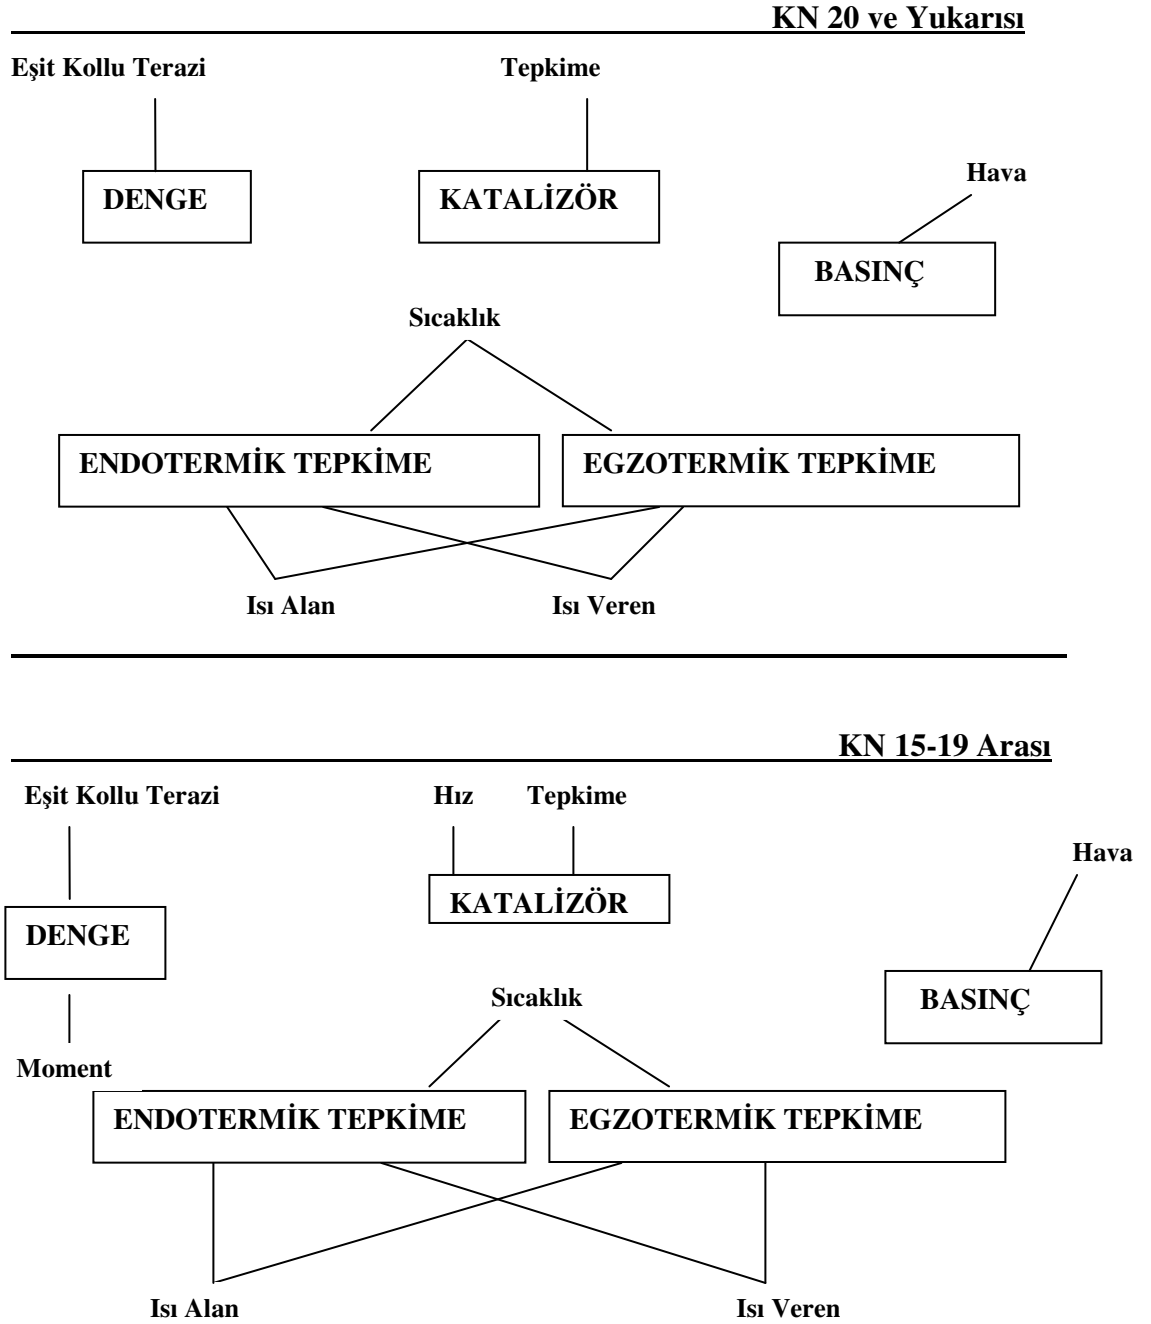 KN 20 ve Yukarısı
Eşit Kollu Terazi Tepkime
Hava
DENGE KATALİZÖR
BASINÇ
Sıcaklık
ENDOTERMİK TEPKİME EGZOTERMİK TEPKİME
Isı Alan Isı Veren
KN 15-19 Arası
Eşit Kollu Terazi Hız Tepkime
Hava
KATALİZÖR
DENGE
Sıcaklık BASINÇ
Moment
ENDOTERMİK TEPKİME EGZOTERMİK TEPKİME
Isı Alan Isı Veren